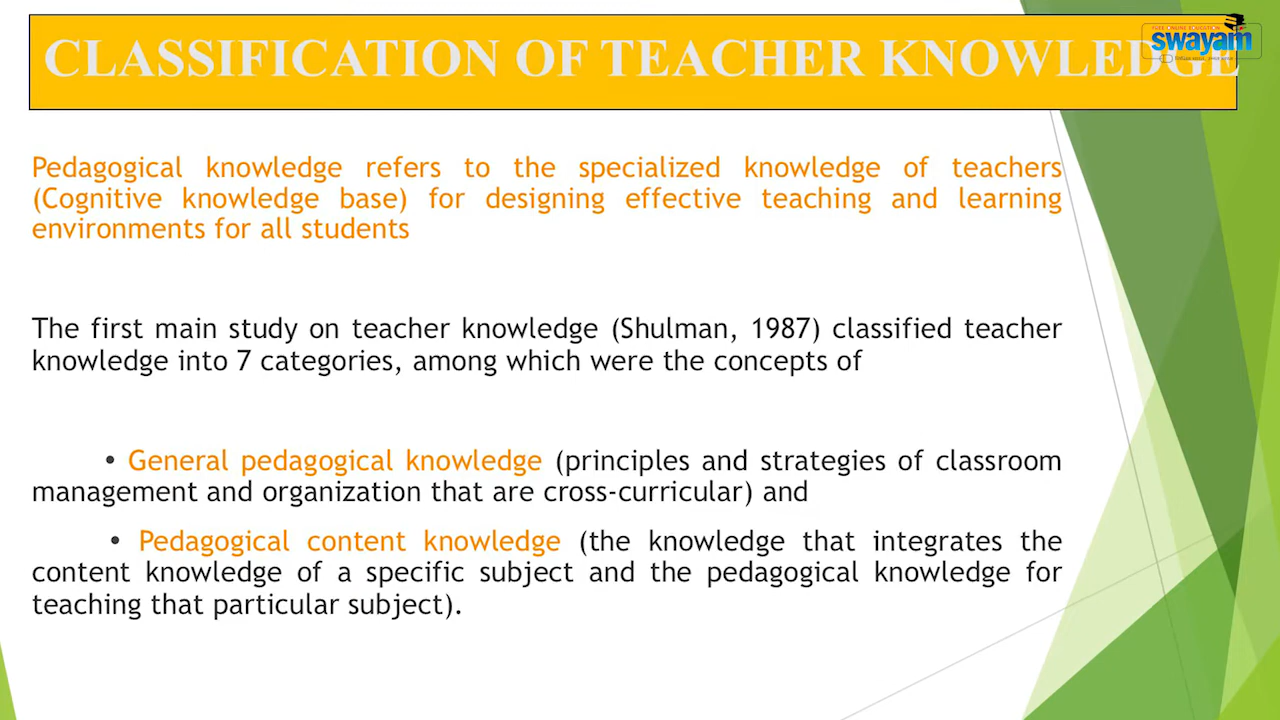 CLASSIFICATION OF TEACHER KNOWLEDGE
FREE ONLINE EDUCATION
swayam
Pedagogical knowledge refers to the specialized knowledge of teachers
(Cognitive knowledge base) for designing effective teaching and learning
environments for all students
The first main study on teacher knowledge (Shulman, 1987) classified teacher
knowledge into 7 categories, among which were the concepts of
• General pedagogical knowledge (principles and strategies of classroom
management and organization that are cross-curricular) and
• Pedagogical content knowledge (the knowledge that integrates the
content knowledge of a specific subject and the pedagogical knowledge for
teaching that particular subject).